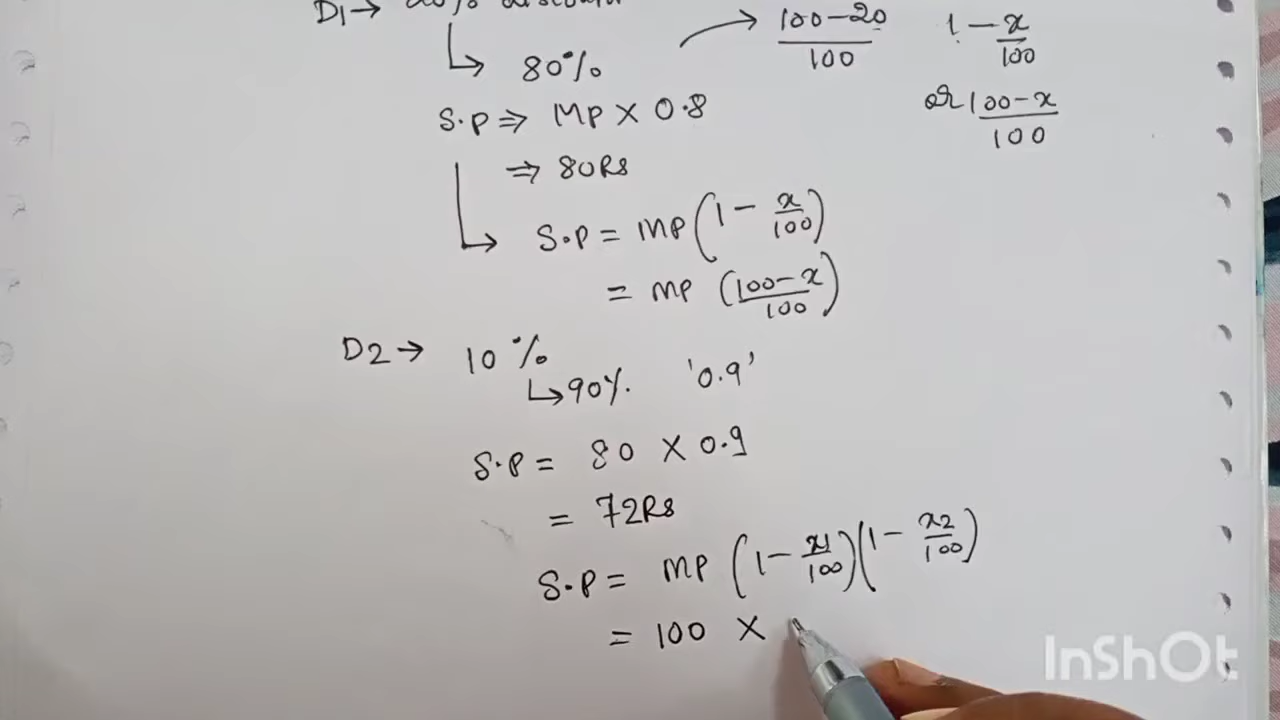 D1→ 20% discount
↳ 80%
→ 100-20/100
1 - x/100
or 100-x/100
S.P ⇒ MP × 0.8
⇒ 80Rs
↳ S.P = MP (1 - x/100)
= MP (100-x/100)
D2 → 10%
↳ 90%. '0.9'
S.P = 80 × 0.9
= 72Rs
S.P = MP (1 - x1/100)(1 - x2/100)
= 100 ×
InShOt